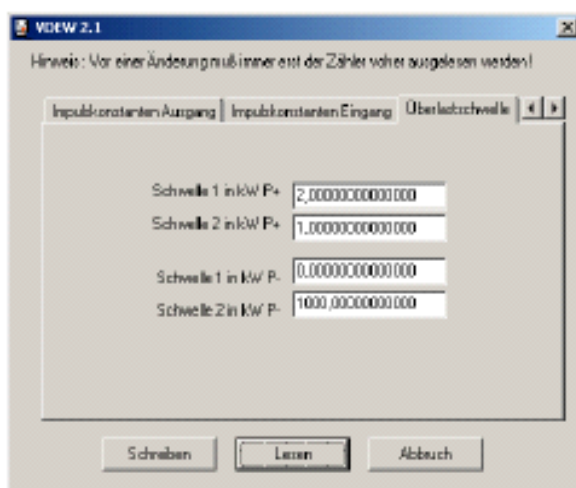 VDEW 2.1
Hinweis: Vor einer Änderung muß immer erst der Zähler voher ausgelesen werden!
Impulskonstanten Ausgang Impulskonstanten Eingang Überlastschwelle
Schwelle 1 in kW P+ 2,00000000000000
Schwelle 2 in kW P+ 1,00000000000000
Schwelle 1 in kW P- 0,00000000000000
Schwelle 2 in kW P- 1000,00000000000
Schreiben Lesen Abbruch